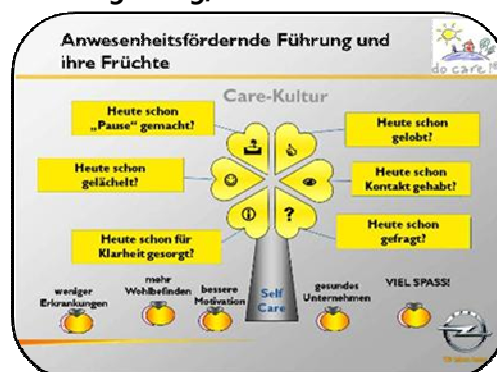 Anwesenheitsfördernde Führung und
ihre Früchte
do care!®
Care-Kultur
Heute schon
„Pause“ gemacht?
Heute schon
gelobt?
Heute schon
gelächelt?
Heute schon
Kontakt gehabt?
Heute schon für
Klarheit gesorgt?
Heute schon
gefragt?
?
weniger
Erkrankungen
mehr
Wohlbefinden
bessere
Motivation
Self
Care
gesundes
Unternehmen
VIEL SPASS!